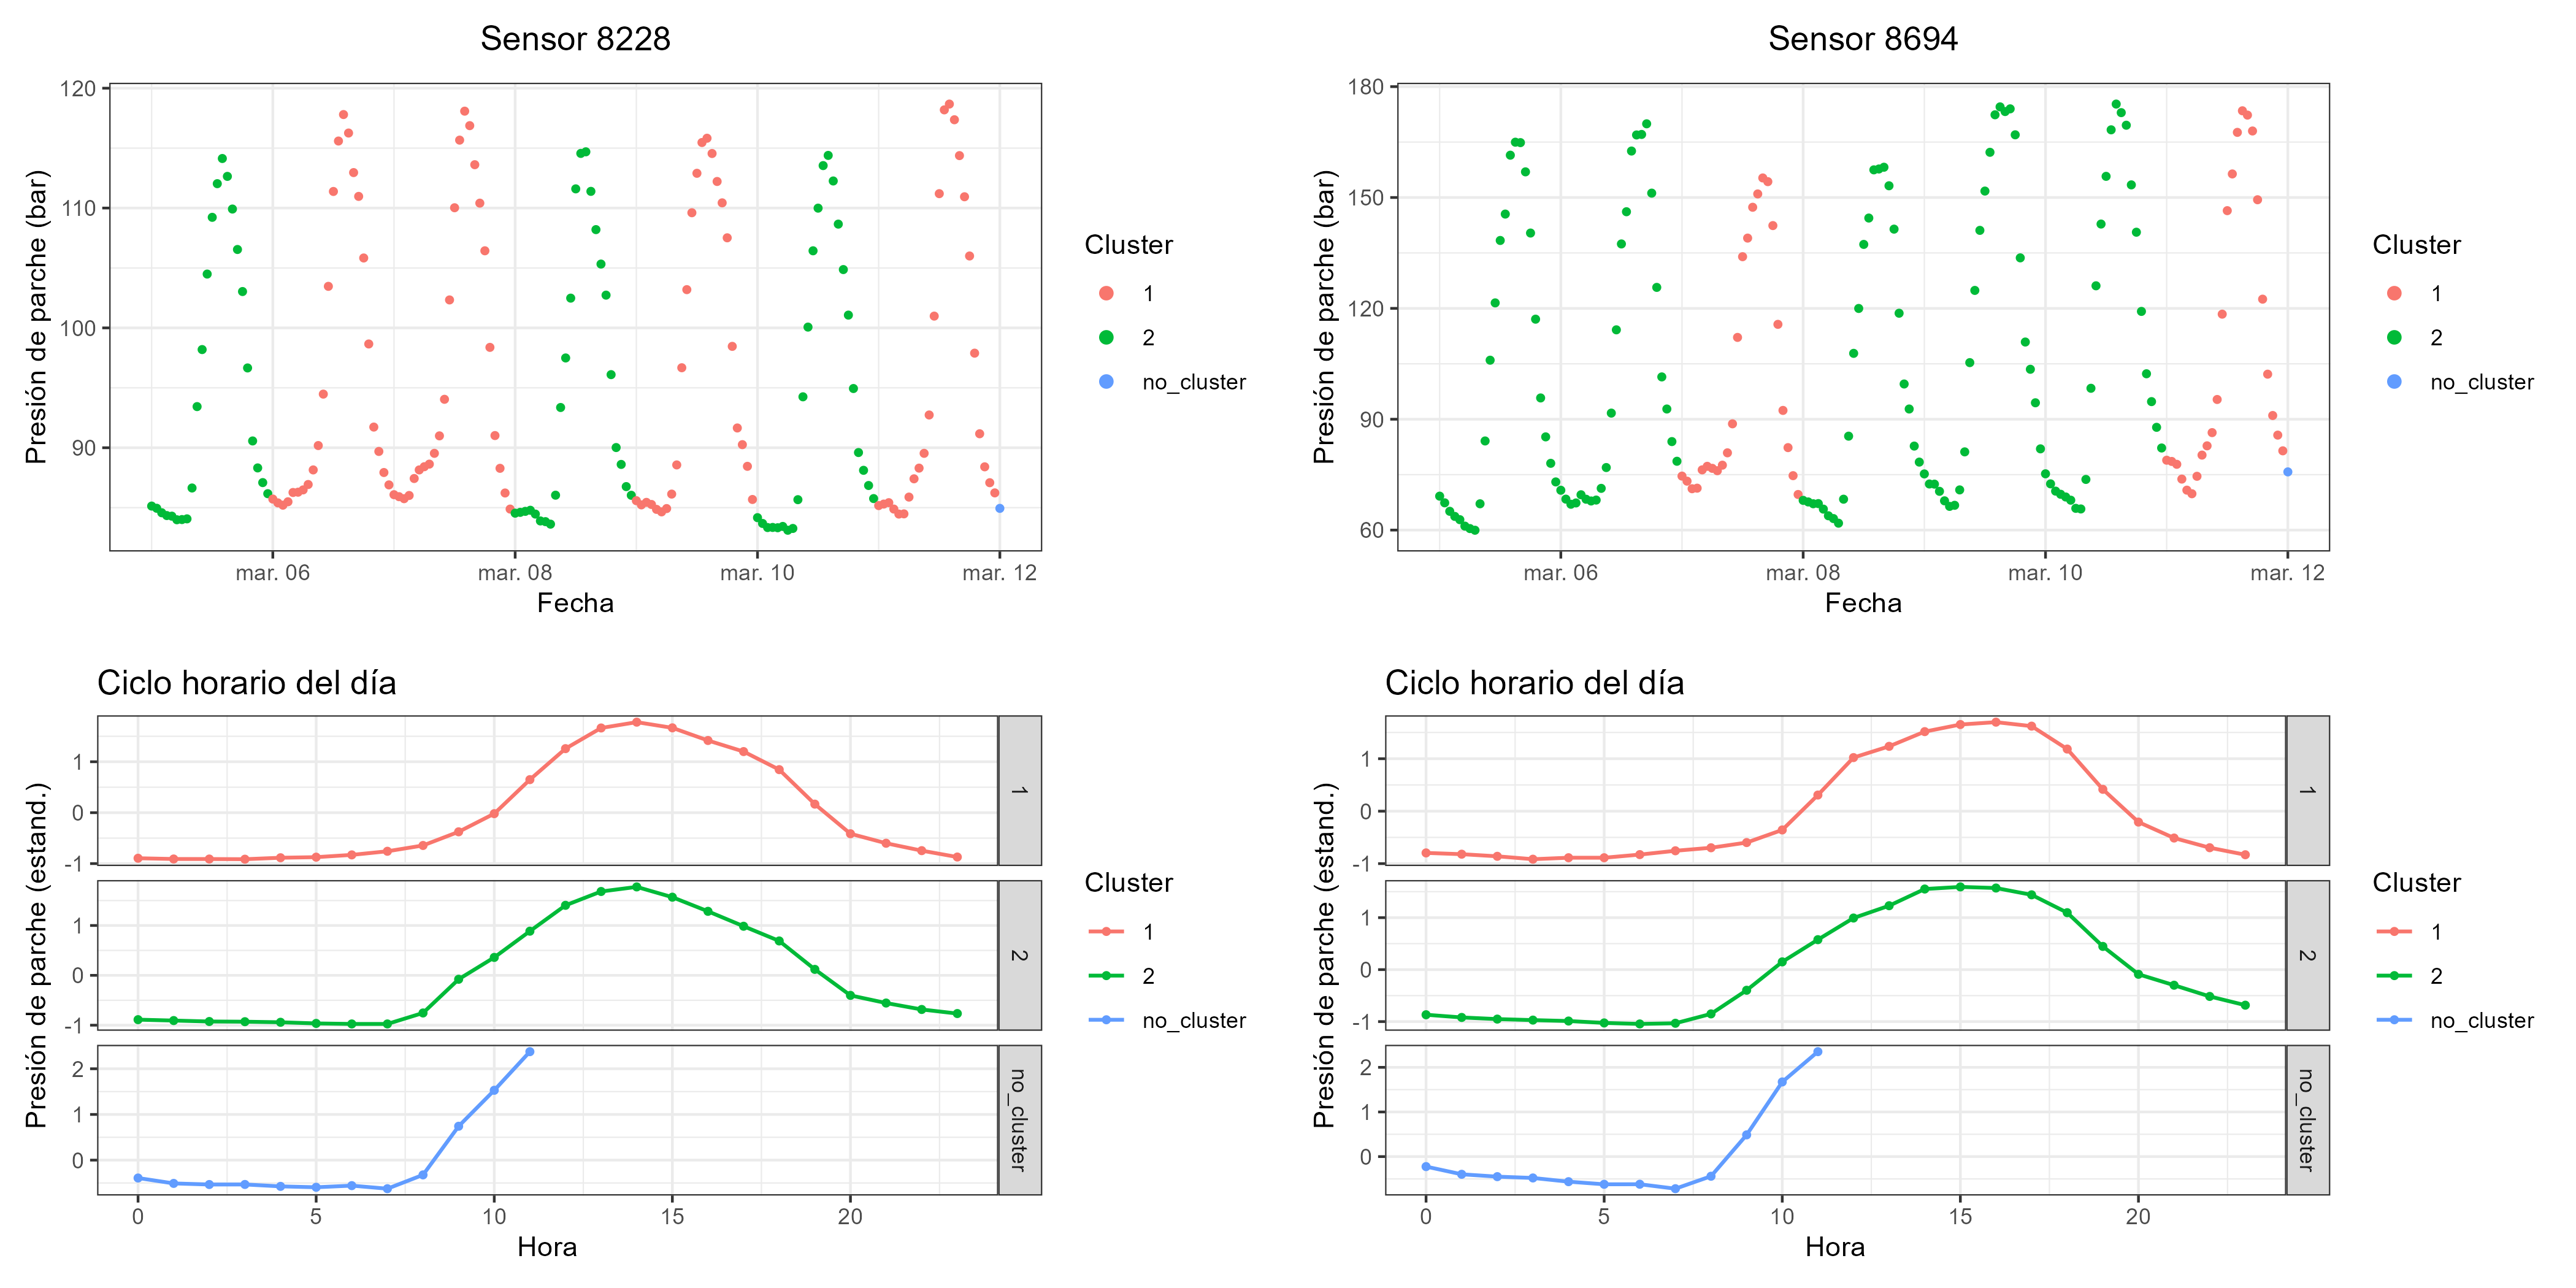 Sensor 8228
Presión de parche (bar)
120
110
100
90
mar. 06
mar. 08
mar. 10
mar. 12
Fecha
Cluster
1
2
no_cluster
Sensor 8694
Presión de parche (bar)
180
150
120
90
60
mar. 06
mar. 08
mar. 10
mar. 12
Fecha
Cluster
1
2
no_cluster
Ciclo horario del día
Presión de parche (estand.)
1
0
-1
1
1
0
-1
2
2
1
0
no_cluster
0
5
10
15
20
Hora
Cluster
1
2
no_cluster
Ciclo horario del día
Presión de parche (estand.)
1
0
-1
1
1
0
-1
2
2
1
0
no_cluster
0
5
10
15
20
Hora
Cluster
1
2
no_cluster